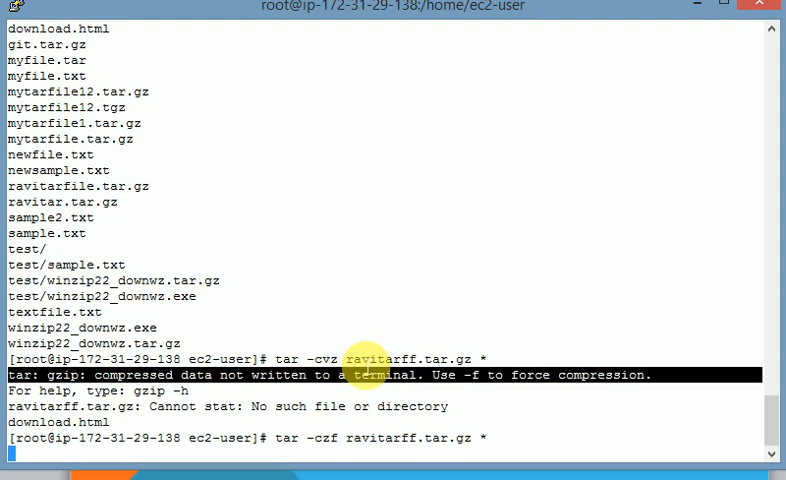 root@ip-172-31-29-138:/home/ec2-user
download.html
git.tar.gz
myfile.tar
myfile.txt
mytarfile12.tar.gz
mytarfile12.tgz
mytarfile1.tar.gz
mytarfile.tar.gz
newfile.txt
newsample.txt
ravitarfile.tar.gz
ravitar.tar.gz
sample2.txt
sample.txt
test/
test/sample.txt
test/winzip22_downwz.tar.gz
test/winzip22_downwz.exe
textfile.txt
winzip22_downwz.exe
winzip22_downwz.tar.gz
[root@ip-172-31-29-138 ec2-user]# tar -cvz ravitarff.tar.gz *
tar: gzip: compressed data not written to a terminal. Use -f to force compression.
For help, type: gzip -h
ravitarff.tar.gz: Cannot stat: No such file or directory
download.html
[root@ip-172-31-29-138 ec2-user]# tar -czf ravitarff.tar.gz *